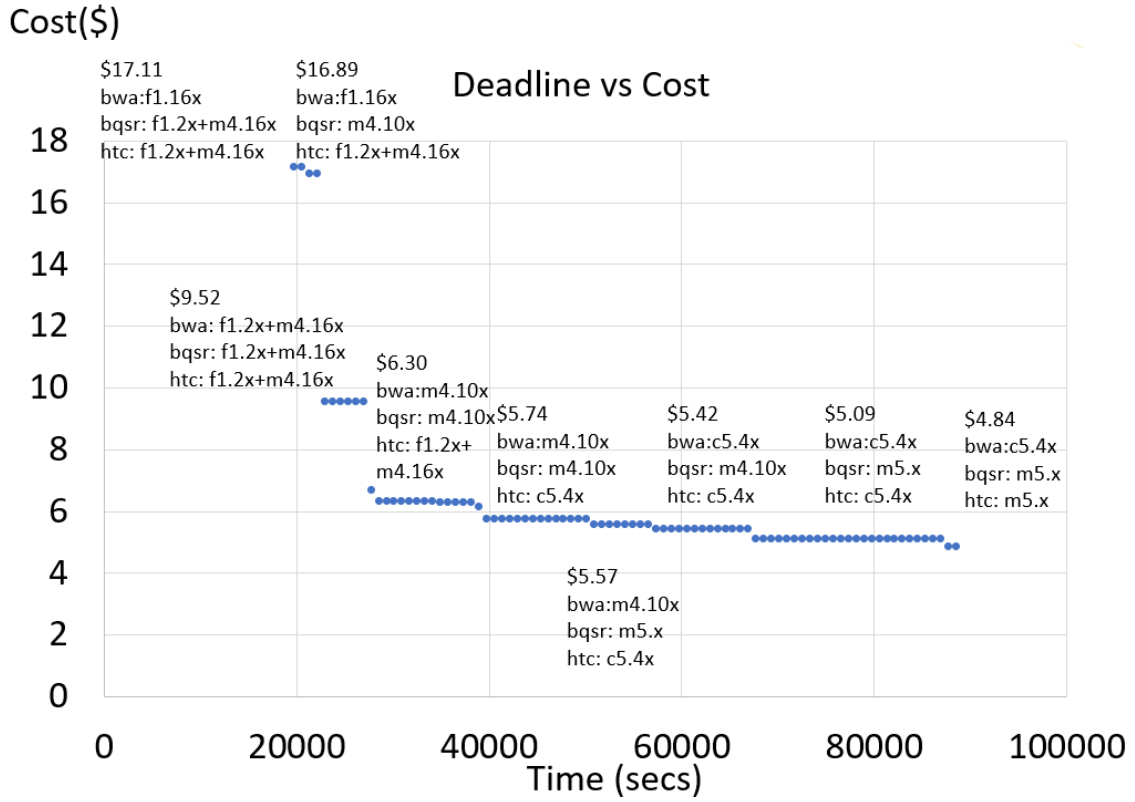 Cost($)
Deadline vs Cost
$17.11
bwa:f1.16x
bqsr: f1.2x+m4.16x
htc: f1.2x+m4.16x
$16.89
bwa:f1.16x
bqsr: m4.10x
htc: f1.2x+m4.16x
18
16
14
12
10
8
6
4
2
0
$9.52
bwa: f1.2x+m4.16x
bqsr: f1.2x+m4.16x
htc: f1.2x+m4.16x
$6.30
bwa:m4.10x
bqsr: m4.10x
htc: f1.2x+
m4.16x
$5.74
bwa:m4.10x
bqsr: m4.10x
htc: c5.4x
$5.42
bwa:c5.4x
bqsr: m4.10x
htc: c5.4x
$5.09
bwa:c5.4x
bqsr: m5.x
htc: c5.4x
$4.84
bwa:c5.4x
bqsr: m5.x
htc: m5.x
$5.57
bwa:m4.10x
bqsr: m5.x
htc: c5.4x
0 20000 40000 60000 80000 100000
Time (secs)